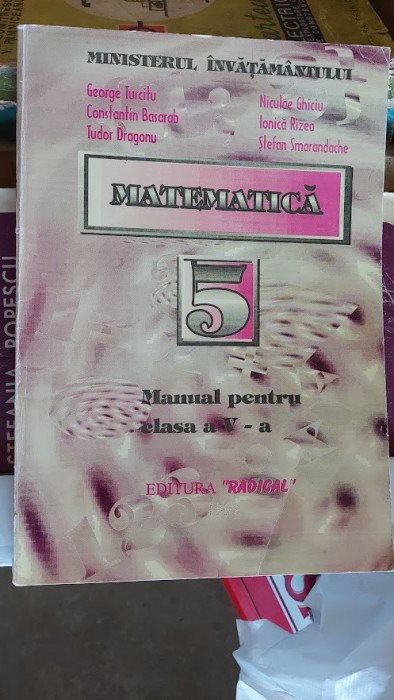 MINISTERUL ÎNVĂȚĂMÂNTULUI
George Turcitu
Constantin Basarab
Tudor Dragonu
Niculae Ghiciu
Ionică Rizea
Ștefan Smarandache
MATEMATICĂ
5
Manual pentru
clasa a V - a
EDITURA "RADICAL"
POPESCU